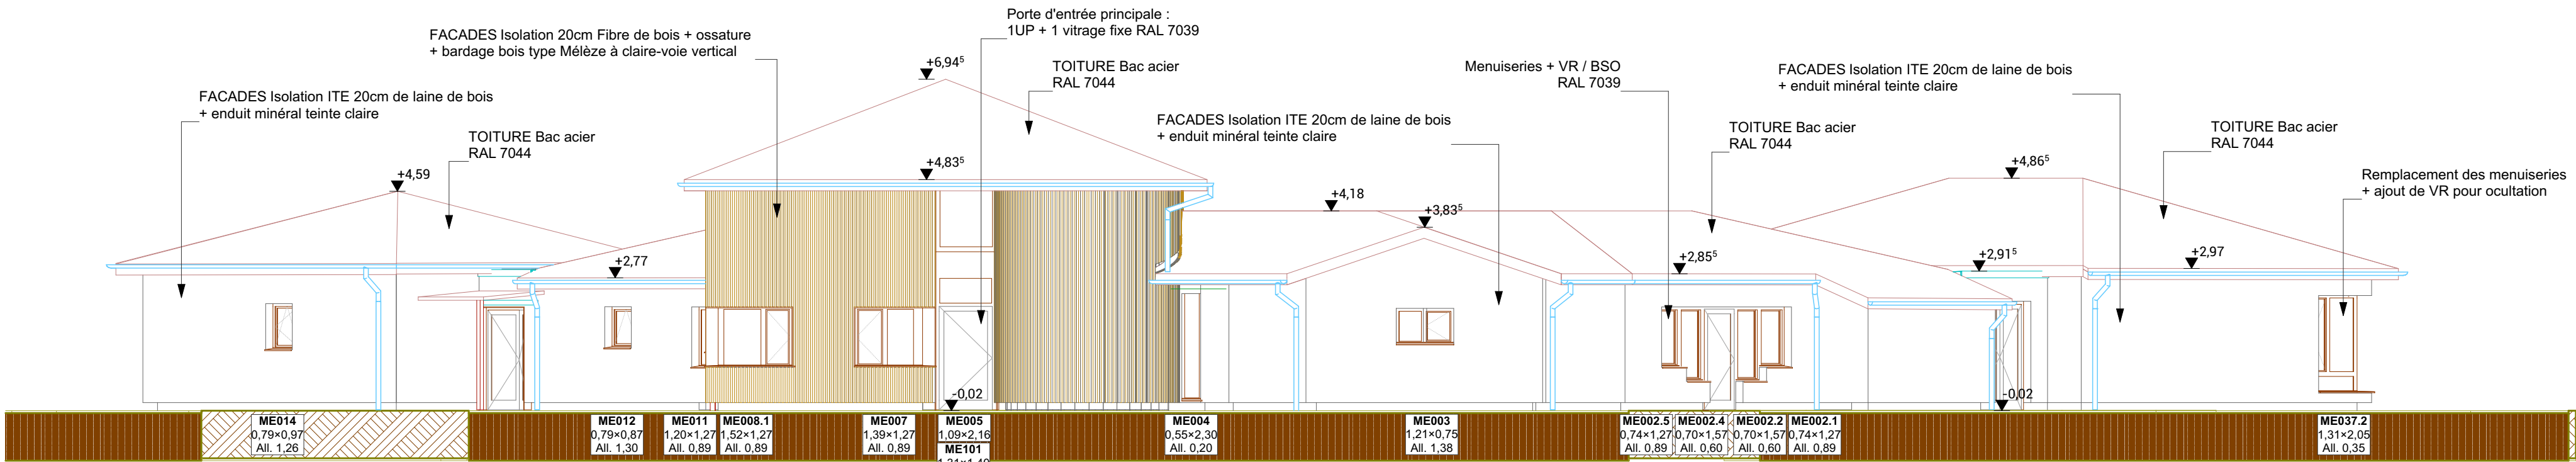 Porte d'entrée principale :
1UP + 1 vitrage fixe RAL 7039
FACADES Isolation 20cm Fibre de bois + ossature
+ bardage bois type Mélèze à claire-voie vertical
+6,94⁵
TOITURE Bac acier
RAL 7044
Menuiseries + VR / BSO
RAL 7039
FACADES Isolation ITE 20cm de laine de bois
+ enduit minéral teinte claire
FACADES Isolation ITE 20cm de laine de bois
+ enduit minéral teinte claire
FACADES Isolation ITE 20cm de laine de bois
+ enduit minéral teinte claire
TOITURE Bac acier
RAL 7044
TOITURE Bac acier
RAL 7044
TOITURE Bac acier
RAL 7044
+4,59
+4,83⁵
+4,86⁵
Remplacement des menuiseries
+ ajout de VR pour ocultation
+4,18
+3,83⁵
+2,77
+2,85⁵
+2,91⁵
+2,97
-0,02
-0,02
ME014
0,79×0,97
All. 1,26
ME012
0,79×0,87
All. 1,30
ME011
1,20×1,27
All. 0,89
ME008.1
1,52×1,27
All. 0,89
ME007
1,39×1,27
All. 0,89
ME005
1,09×2,16
ME101
ME004
0,55×2,30
All. 0,20
ME003
1,21×0,75
All. 1,38
ME002.5
0,74×1,27
All. 0,89
ME002.4
0,70×1,57
All. 0,60
ME002.2
0,70×1,57
All. 0,60
ME002.1
0,74×1,27
All. 0,89
ME037.2
1,31×2,05
All. 0,35